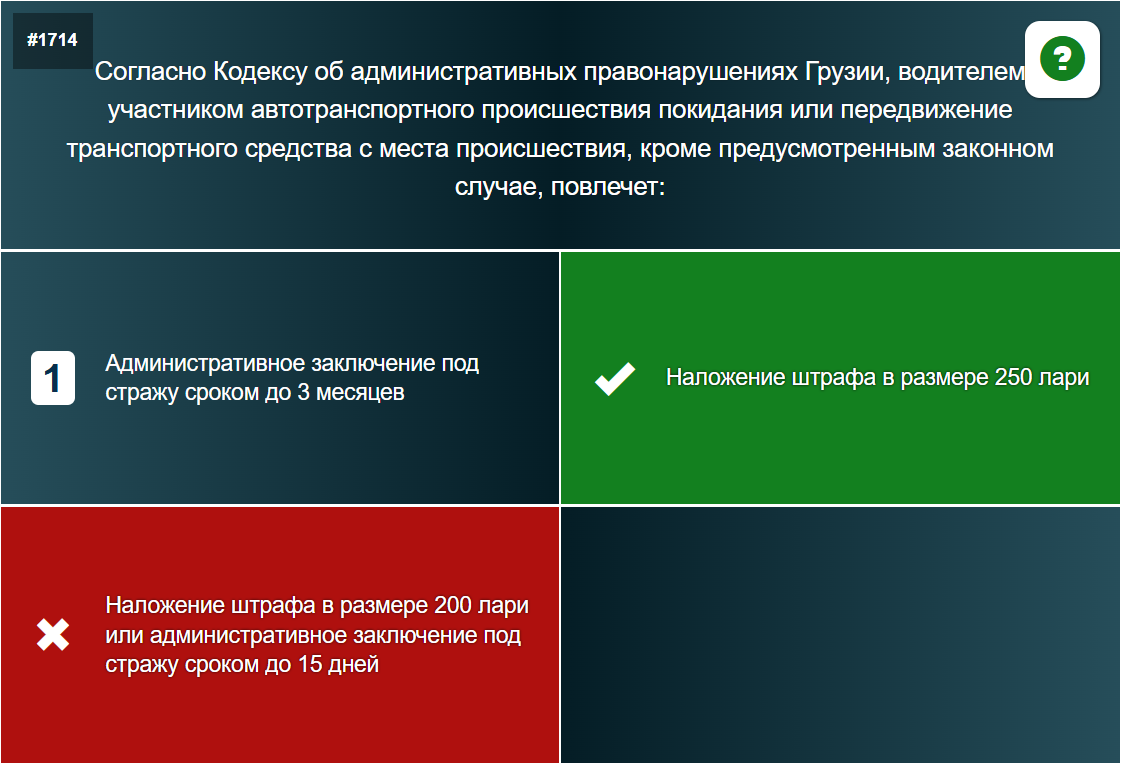 #1714
Согласно Кодексу об административных правонарушениях Грузии, водителем
участником автотранспортного происшествия покидания или передвижение
транспортного средства с места происшествия, кроме предусмотренным законном
случае, повлечет:
?
1
Административное заключение под
стражу сроком до 3 месяцев
Наложение штрафа в размере 250 лари
Наложение штрафа в размере 200 лари
или административное заключение под
стражу сроком до 15 дней